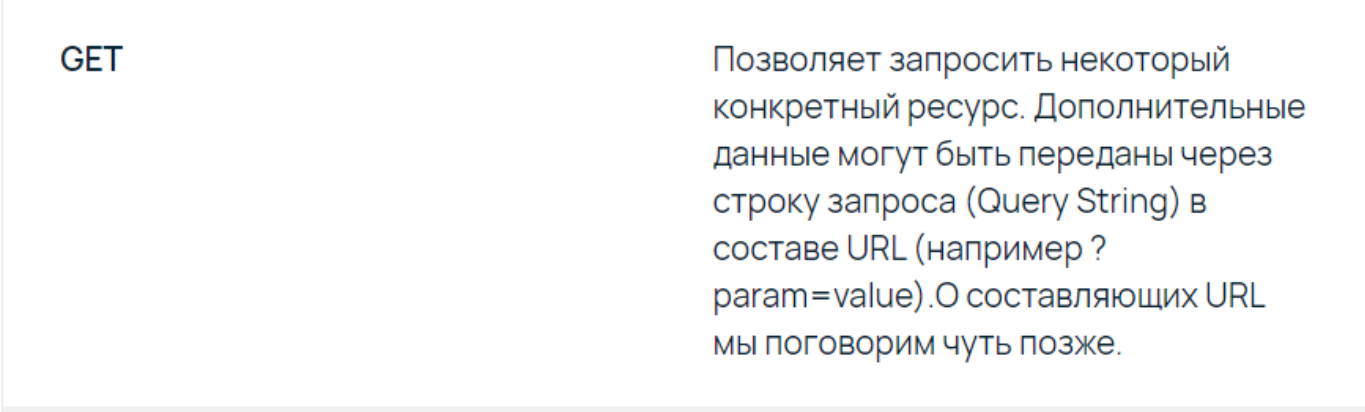 GET
Позволяет запросить некоторый
конкретный ресурс. Дополнительные
данные могут быть переданы через
строку запроса (Query String) в
составе URL (например ?
param=value).О составляющих URL
мы поговорим чуть позже.